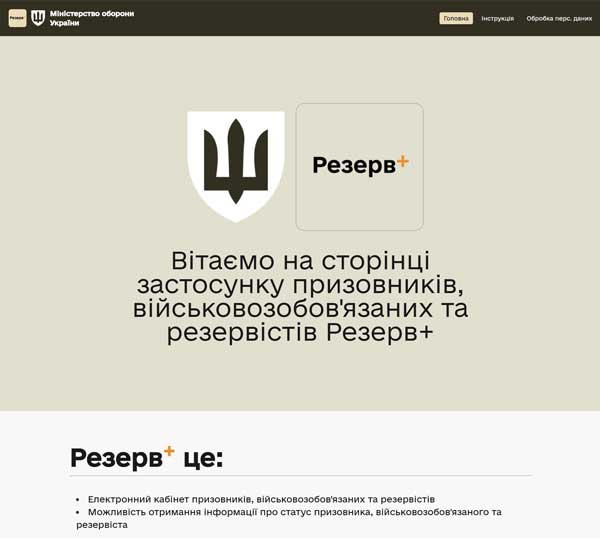 Резерв+
Міністерство оборони
України
Головна
Інструкція
Обробка перс. даних
Резерв+
Вітаємо на сторінці
застосунку призовників,
військовозобов'язаних та
резервістів Резерв+
Резерв+ це:
• Електронний кабінет призовників, військовозобов'язаних та резервістів
• Можливість отримання інформації про статус призовника, військовозобов'язаного та
резервіста